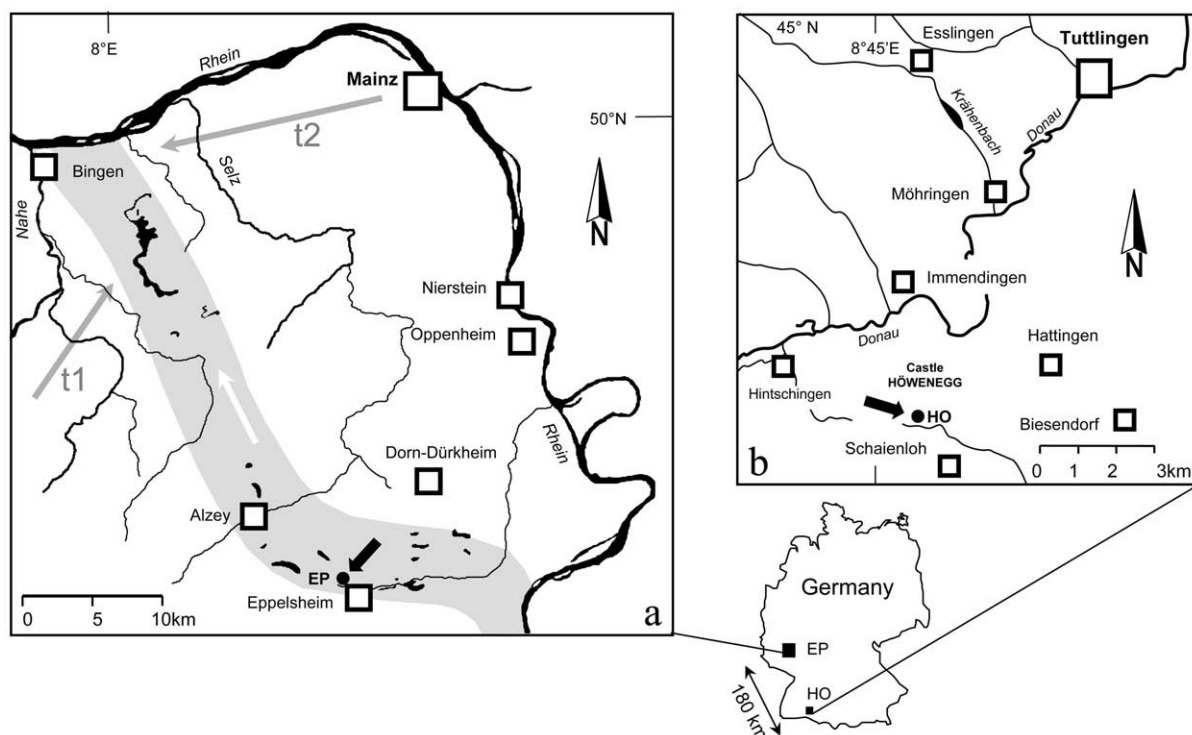 8°E
Rhein
Mainz
50°N
t2
Selz
Bingen
Nahe
N
t1
Nierstein
Oppenheim
Rhein
Dorn-Dürkheim
Alzey
EP
Eppelsheim
0 5 10km
a
45° N
8°45'E
Esslingen
Tuttlingen
Krähenbach
Donau
Möhringen
N
Immendingen
Donau
Hattingen
Hintschingen
Castle
HÖWENEGG
HO
Biesendorf
Schaienloh
0 1 2 3km
b
Germany
EP
HO
180 km